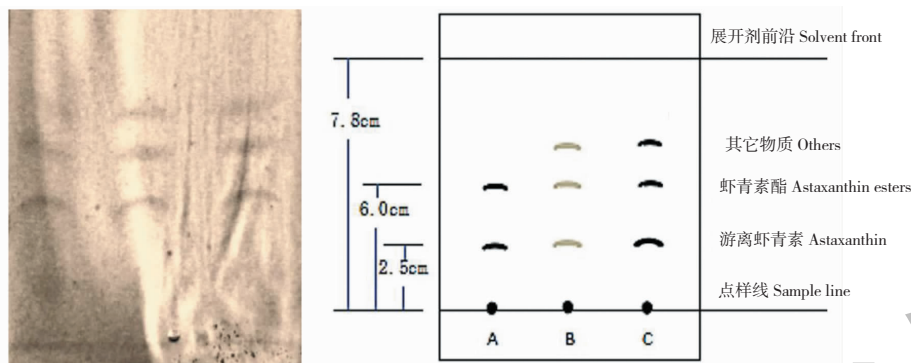 展开剂前沿 Solvent front
7.8cm
其它物质 Others
虾青素酯 Astaxanthin esters
6.0cm
游离虾青素 Astaxanthin
2.5cm
点样线 Sample line
A B C